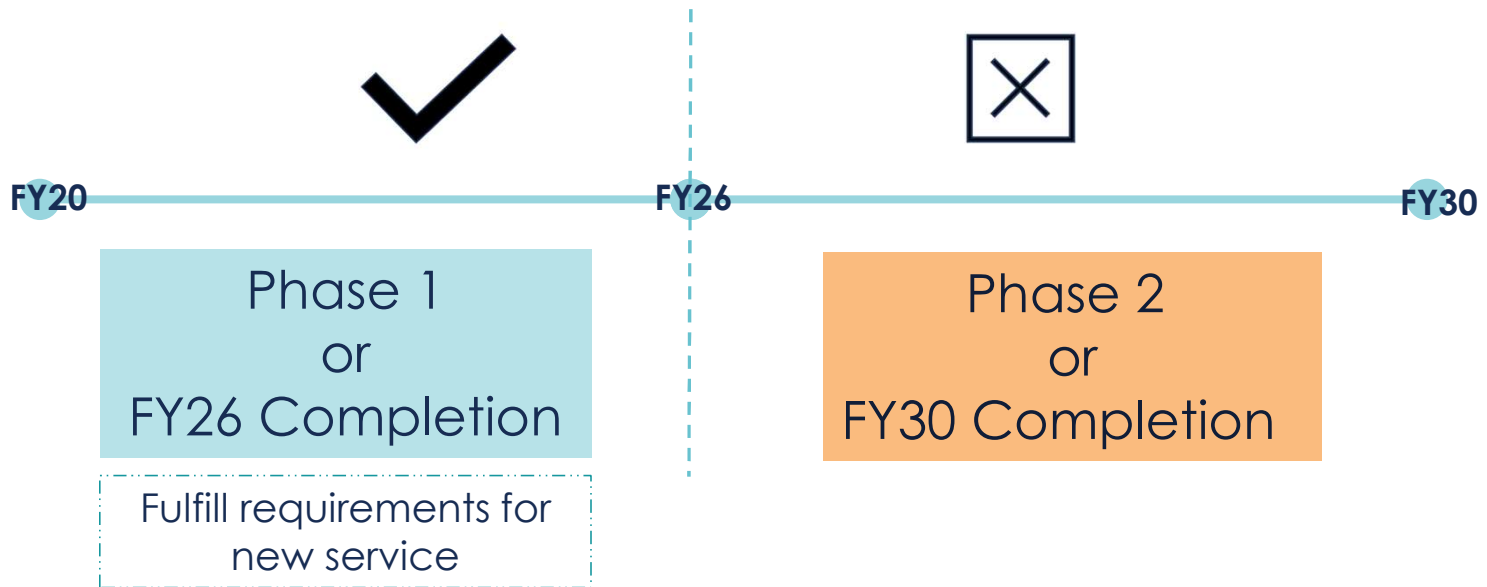 FY20
FY26
FY30
Phase 1
or
FY26 Completion
Fulfill requirements for
new service
Phase 2
or
FY30 Completion